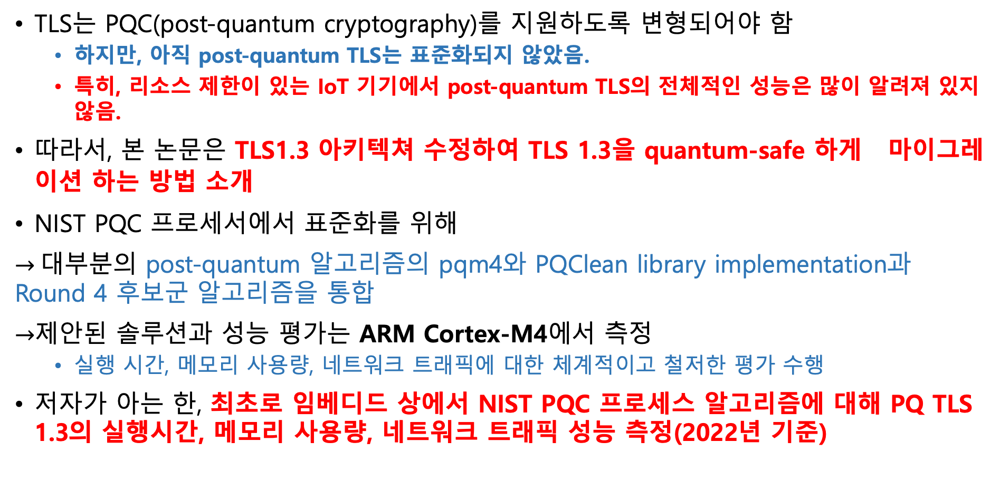 • TLS는 PQC(post-quantum cryptography)를 지원하도록 변형되어야 함
• 하지만, 아직 post-quantum TLS는 표준화되지 않았음.
• 특히, 리소스 제한이 있는 IoT 기기에서 post-quantum TLS의 전체적인 성능은 많이 알려져 있지
않음.
• 따라서, 본 논문은 TLS1.3 아키텍쳐 수정하여 TLS 1.3을 quantum-safe 하게 마이그레
이션 하는 방법 소개
• NIST PQC 프로세서에서 표준화를 위해
→ 대부분의 post-quantum 알고리즘의 pqm4와 PQClean library implementation과
Round 4 후보군 알고리즘을 통합
→제안된 솔루션과 성능 평가는 ARM Cortex-M4에서 측정
• 실행 시간, 메모리 사용량, 네트워크 트래픽에 대한 체계적이고 철저한 평가 수행
• 저자가 아는 한, 최초로 임베디드 상에서 NIST PQC 프로세스 알고리즘에 대해 PQ TLS
1.3의 실행시간, 메모리 사용량, 네트워크 트래픽 성능 측정(2022년 기준)